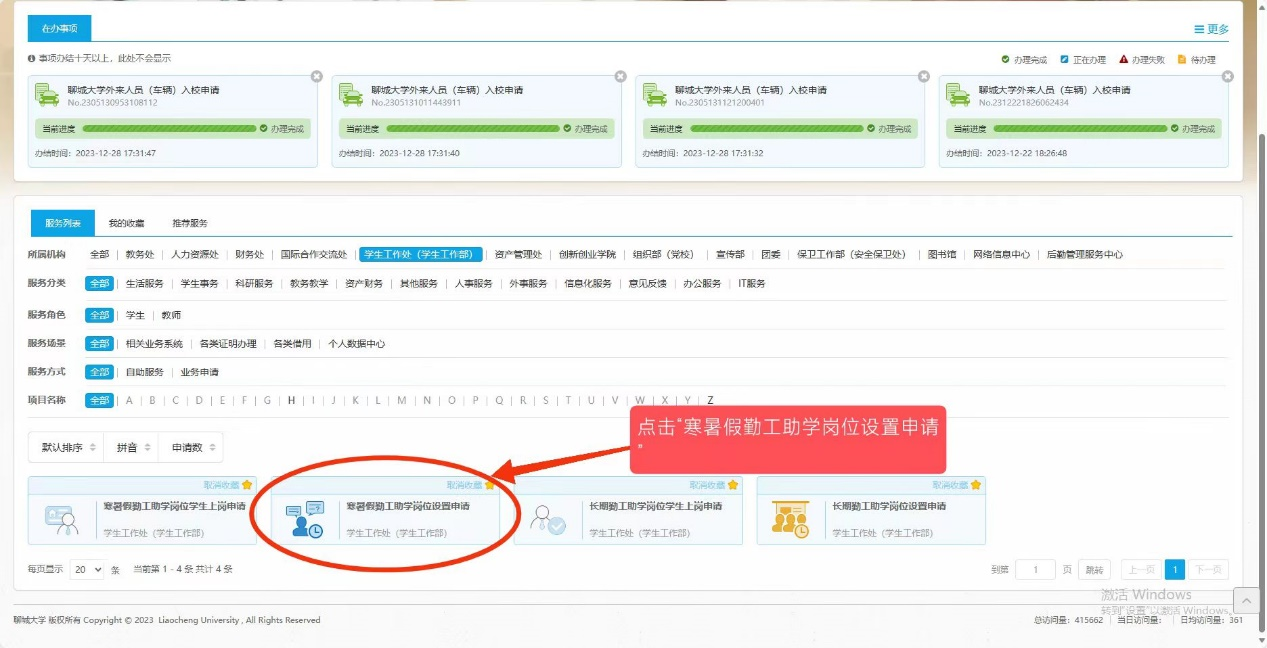 在办事项
更多
事项办结十天以上，此处不会显示
办理完成 正在办理 办理失败 待办理
聊城大学外来人员（车辆）入校申请
No.2305130953108112
当前进度 办理完成
办结时间：2023-12-28 17:31:47
聊城大学外来人员（车辆）入校申请
No.2305131011443911
当前进度 办理完成
办结时间：2023-12-28 17:31:40
聊城大学外来人员（车辆）入校申请
No.2305131121200401
当前进度 办理完成
办结时间：2023-12-28 17:31:32
聊城大学外来人员（车辆）入校申请
No.2312221826062434
当前进度 办理完成
办结时间：2023-12-22 18:26:48
服务列表 我的收藏 推荐服务
所属机构 全部 | 教务处 | 人力资源处 | 财务处 | 国际合作交流处 | 学生工作处（学生工作部） | 资产管理处 | 创新创业学院 | 组织部（党校） | 宣传部 | 团委 | 保卫工作部（安全保卫处） | 图书馆 | 网络信息中心 | 后勤管理服务中心
服务分类 全部 | 生活服务 | 学生事务 | 科研服务 | 教务教学 | 资产财务 | 其他服务 | 人事服务 | 外事服务 | 信息化服务 | 意见反馈 | 办公服务 | IT服务
服务角色 全部 | 学生 | 教师
服务场景 全部 | 相关业务系统 | 各类证明办理 | 各类借用 | 个人数据中心
服务方式 全部 | 自助服务 | 业务申请
项目名称 全部 | A | B | C | D | E | F | G | H | I | J | K | L | M | N | O | P | Q | R | S | T | U | V | W | X | Y | Z
点击“寒暑假勤工助学岗位设置申请
”
默认排序 拼音 申请数
取消收藏
寒暑假勤工助学岗位学生上岗申请
学生工作处（学生工作部）
取消收藏
寒暑假勤工助学岗位设置申请
学生工作处（学生工作部）
取消收藏
长期勤工助学岗位学生上岗申请
学生工作处（学生工作部）
取消收藏
长期勤工助学岗位设置申请
学生工作处（学生工作部）
每页显示 20 条 当前第 1 - 4 条 共计 4 条
到第 1 页 跳转 上一页 1 下一页
激活 Windows
转到"设置"以激活 Windows。
聊城大学 版权所有 Copyright © 2023 Liaocheng University , All Rights Reserved
总访问量：415662 | 当日访问量： | 日均访问量：361